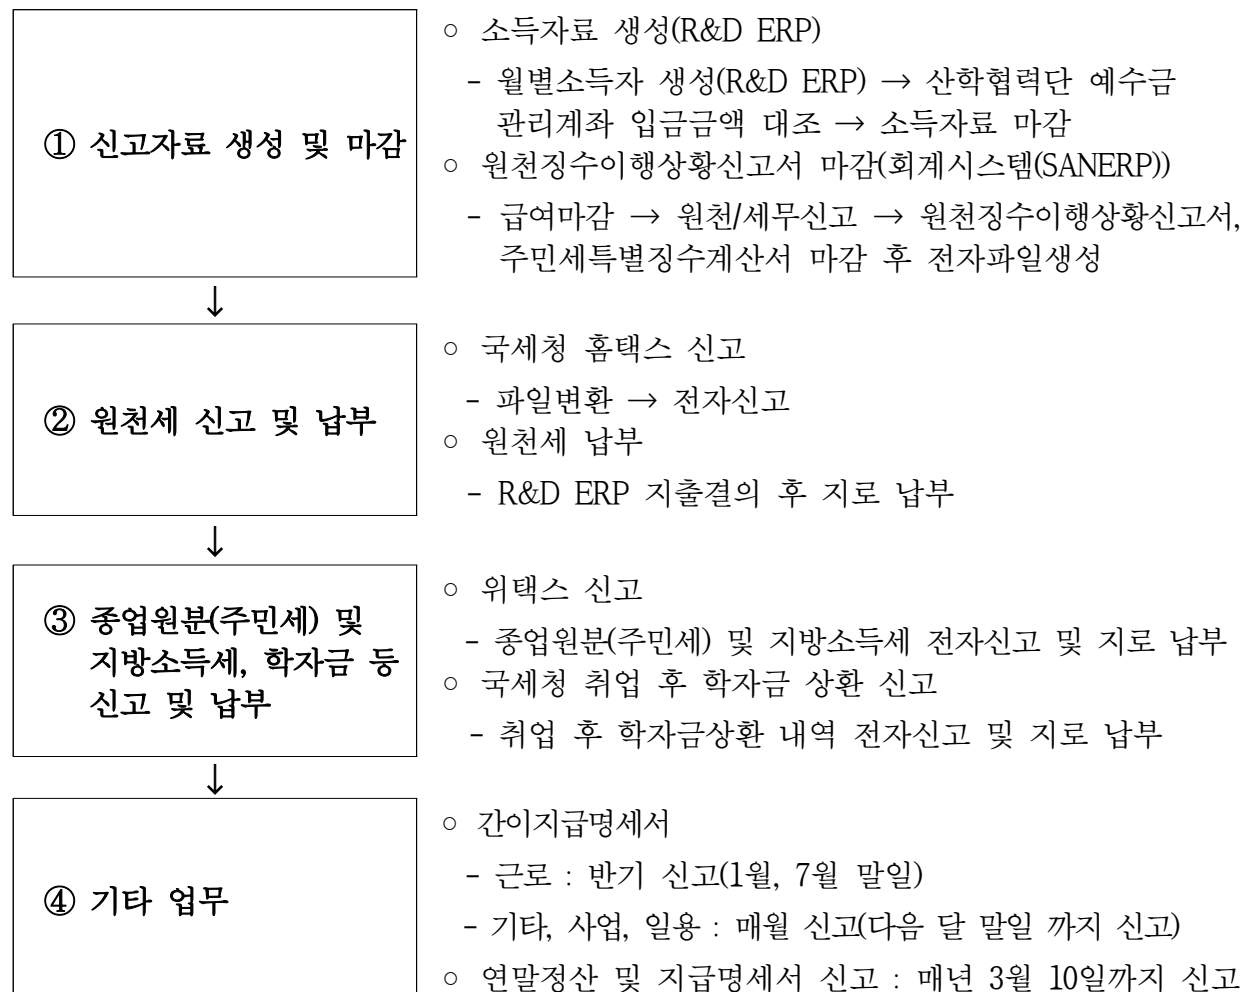 ① 신고자료 생성 및 마감
○ 소득자료 생성(R&D ERP)
- 월별소득자 생성(R&D ERP) → 산학협력단 예수금
관리계좌 입금금액 대조 → 소득자료 마감
○ 원천징수이행상황신고서 마감(회계시스템(SANERP))
- 급여마감 → 원천/세무신고 → 원천징수이행상황신고서,
주민세특별징수계산서 마감 후 전자파일생성
↓
② 원천세 신고 및 납부
○ 국세청 홈택스 신고
- 파일변환 → 전자신고
○ 원천세 납부
- R&D ERP 지출결의 후 지로 납부
↓
③ 종업원분(주민세) 및
지방소득세, 학자금 등
신고 및 납부
○ 위택스 신고
- 종업원분(주민세) 및 지방소득세 전자신고 및 지로 납부
○ 국세청 취업 후 학자금 상환 신고
- 취업 후 학자금상환 내역 전자신고 및 지로 납부
↓
④ 기타 업무
○ 간이지급명세서
- 근로 : 반기 신고(1월, 7월 말일)
- 기타, 사업, 일용 : 매월 신고(다음 달 말일 까지 신고)
○ 연말정산 및 지급명세서 신고 : 매년 3월 10일까지 신고